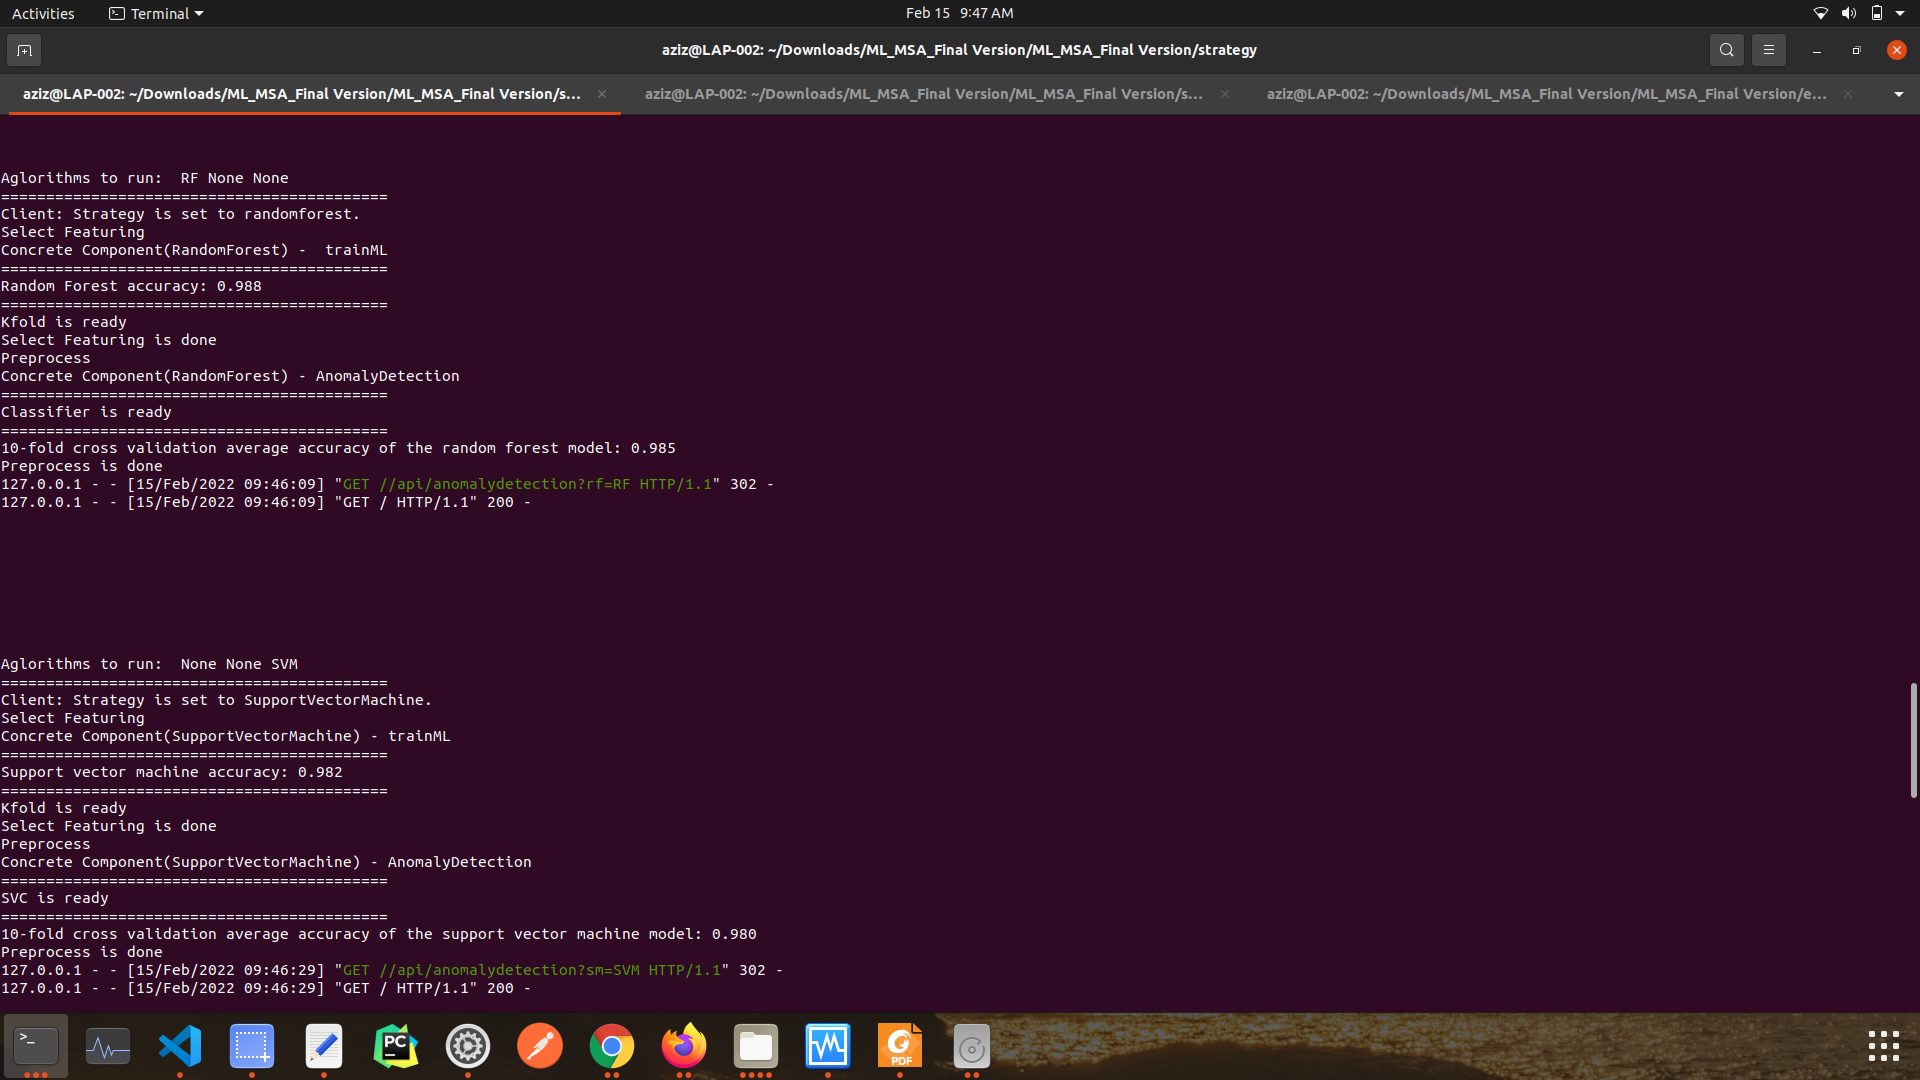 Activities
Terminal
Feb 15 9:47 AM
aziz@LAP-002: ~/Downloads/ML_MSA_Final Version/ML_MSA_Final Version/strategy
aziz@LAP-002: ~/Downloads/ML_MSA_Final Version/ML_MSA_Final Version/s...
aziz@LAP-002: ~/Downloads/ML_MSA_Final Version/ML_MSA_Final Version/s...
aziz@LAP-002: ~/Downloads/ML_MSA_Final Version/ML_MSA_Final Version/e...
Aglorithms to run:  RF None None
===========================================
Client: Strategy is set to randomforest.
Select Featuring
Concrete Component(RandomForest) -  trainML
===========================================
Random Forest accuracy: 0.988
===========================================
Kfold is ready
Select Featuring is done
Preprocess
Concrete Component(RandomForest) - AnomalyDetection
===========================================
Classifier is ready
===========================================
10-fold cross validation average accuracy of the random forest model: 0.985
Preprocess is done
127.0.0.1 - - [15/Feb/2022 09:46:09] "GET //api/anomalydetection?rf=RF HTTP/1.1" 302 -
127.0.0.1 - - [15/Feb/2022 09:46:09] "GET / HTTP/1.1" 200 -
Aglorithms to run:  None None SVM
===========================================
Client: Strategy is set to SupportVectorMachine.
Select Featuring
Concrete Component(SupportVectorMachine) - trainML
===========================================
Support vector machine accuracy: 0.982
===========================================
Kfold is ready
Select Featuring is done
Preprocess
Concrete Component(SupportVectorMachine) - AnomalyDetection
===========================================
SVC is ready
===========================================
10-fold cross validation average accuracy of the support vector machine model: 0.980
Preprocess is done
127.0.0.1 - - [15/Feb/2022 09:46:29] "GET //api/anomalydetection?sm=SVM HTTP/1.1" 302 -
127.0.0.1 - - [15/Feb/2022 09:46:29] "GET / HTTP/1.1" 200 -
>_
PC
PDF